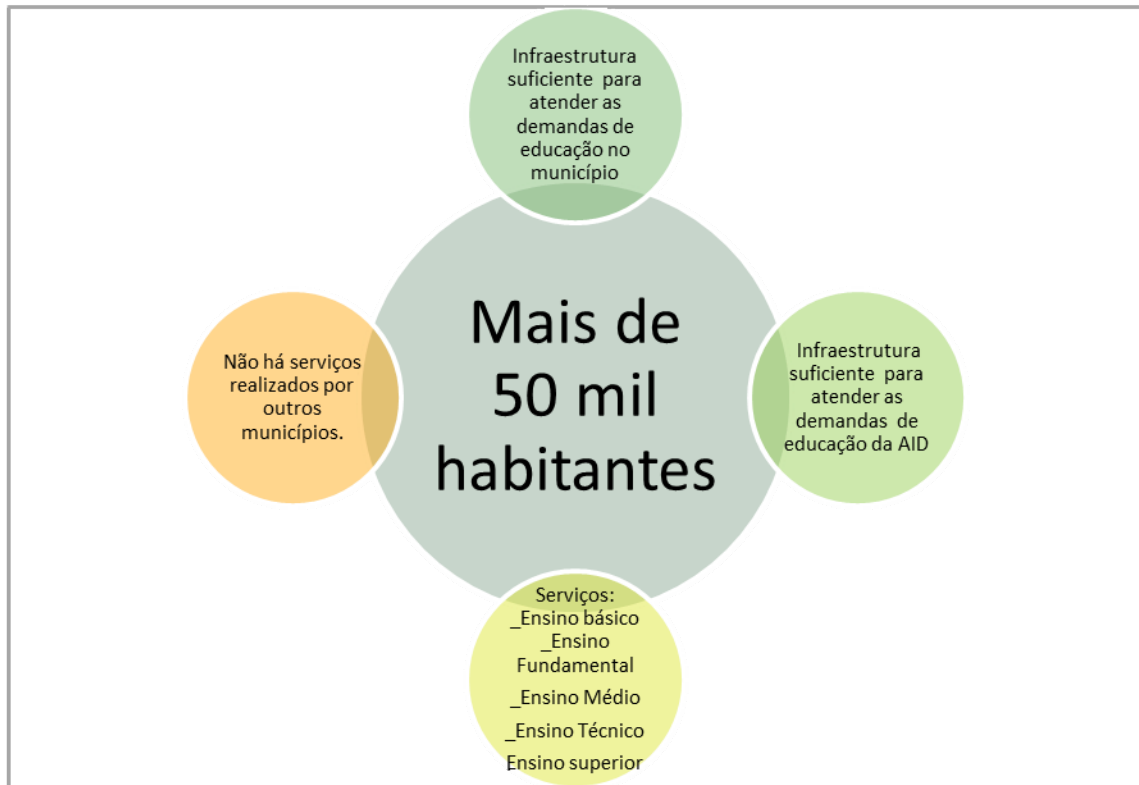 Infraestrutura
suficiente para
atender as
demandas de
educação no
município
Mais de
50 mil
habitantes
Não há serviços
realizados por
outros
municípios.
Infraestrutura
suficiente para
atender as
demandas de
educação da AID
Serviços:
_Ensino básico
_Ensino
Fundamental
_Ensino Médio
_Ensino Técnico
Ensino superior